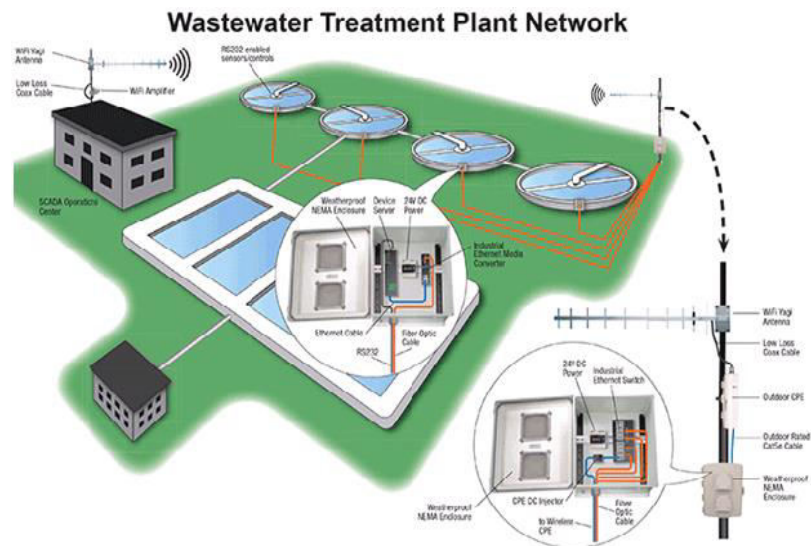 Wastewater Treatment Plant Network
WiFi Yagi
Antenna
Low Loss
Coax Cable
WiFi Amplifier
SCADA Operations
Center
RS202 enabled
sensors/controls
Weatherproof
NEMA Enclosure
Device
Server
24V DC
Power
Industrial
Ethernet Media
Converter
Ethernet Cable
RS232
Fiber Optic
Cable
WiFi Yagi
Antenna
Low Loss
Coax Cable
Outdoor CPE
Outdoor Rated
Cat5e Cable
Weatherproof
NEMA
Enclosure
24V DC
Power
Industrial
Ethernet Switch
Weatherproof
NEMA Enclosure
CPE DC Injector
to Wireless
CPE
Fiber
Optic
Cable